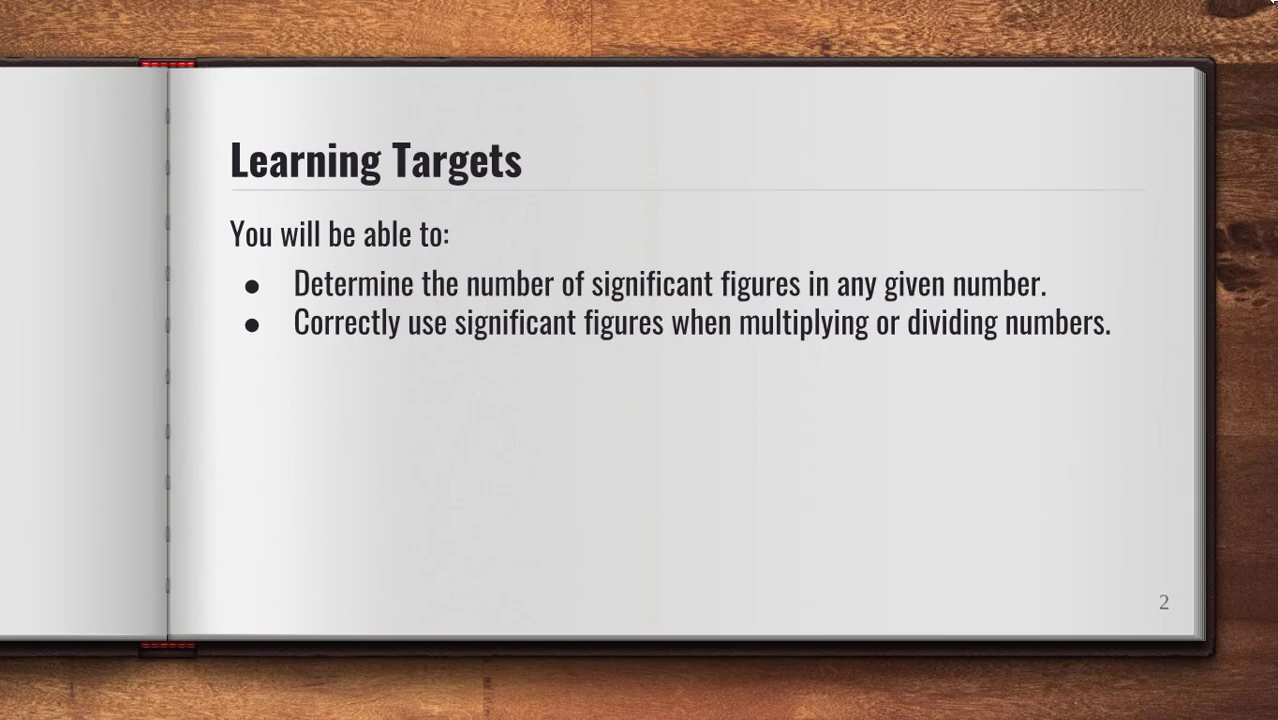 Learning Targets
You will be able to:
● Determine the number of significant figures in any given number.
● Correctly use significant figures when multiplying or dividing numbers.
2